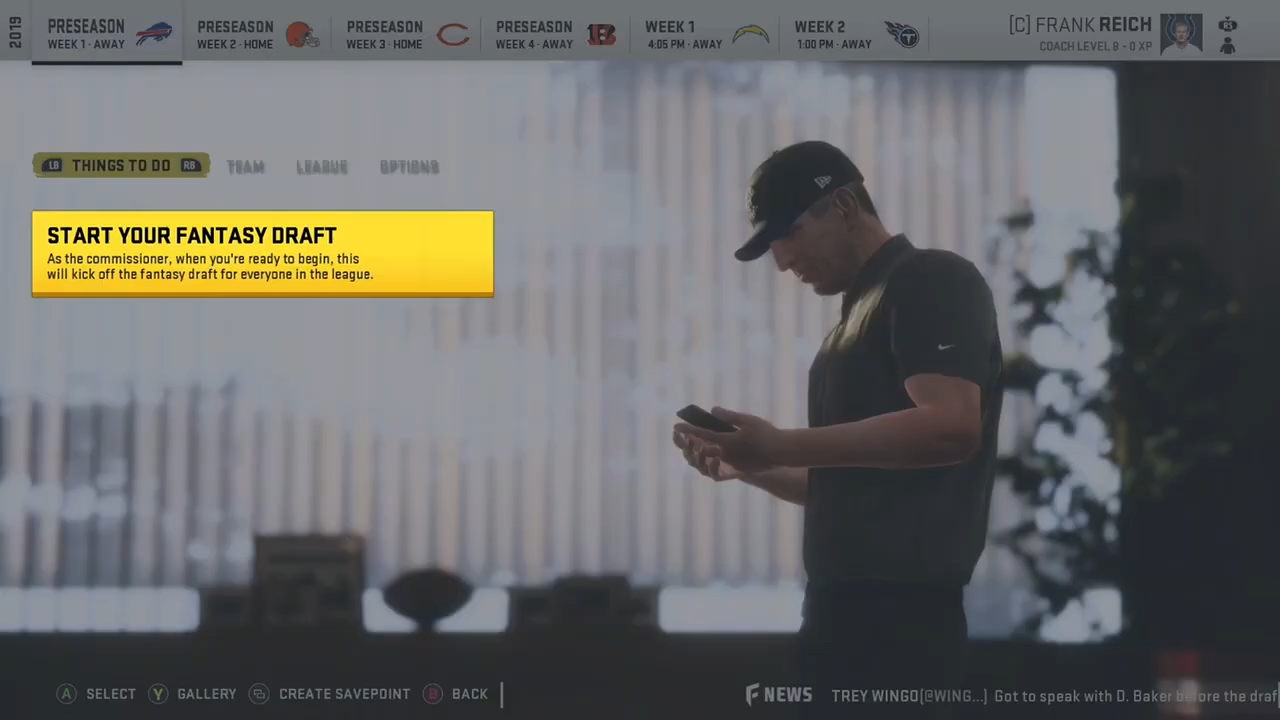 2019
PRESEASON
WEEK 1 · AWAY
PRESEASON
WEEK 2 · HOME
PRESEASON
WEEK 3 · HOME
PRESEASON
WEEK 4 · AWAY
WEEK 1
4:05 PM · AWAY
WEEK 2
1:00 PM · AWAY
[C] FRANK REICH
COACH LEVEL 8 - 0 XP
RS
LB THINGS TO DO RB
TEAM
LEAGUE
OPTIONS
START YOUR FANTASY DRAFT
As the commissioner, when you're ready to begin, this
will kick off the fantasy draft for everyone in the league.
A SELECT
Y GALLERY
CREATE SAVEPOINT
B BACK
F NEWS
TREY WINGO(@WING...) Got to speak with D. Baker before the draf